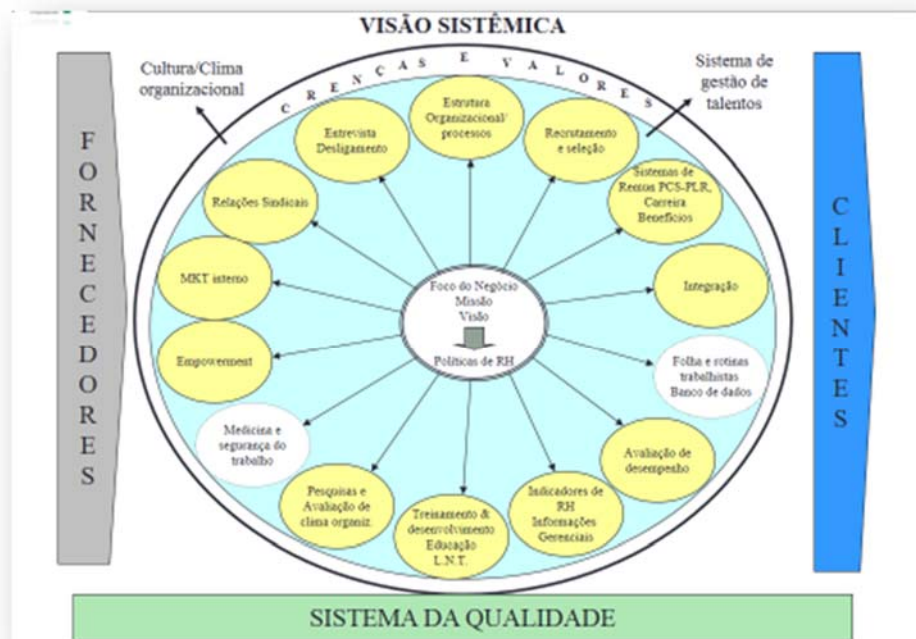 VISÃO SISTÊMICA
Cultura/Clima
organizacional
Sistema de
gestão de
talentos
CRENÇAS E VALORES
FORNECEDORES
CLIENTES
Estrutura
Organizacional/
processos
Recrutamento
e seleção
Sistemas de
Remns PCS-PLR,
Carreira
Benefícios
Integração
Folha e rotinas
trabalhistas
Banco de dados
Avaliação de
desempenho
Indicadores de
RH
Informações
Gerenciais
Treinamento &
desenvolvimento
Educação
L.N.T.
Pesquisas e
Avaliação de
clima organiz.
Medicina e
segurança do
trabalho
Empowerment
MKT interno
Relações Sindicais
Entrevista
Desligamento
Foco do Negócio
Missão
Visão
Políticas de RH
SISTEMA DA QUALIDADE